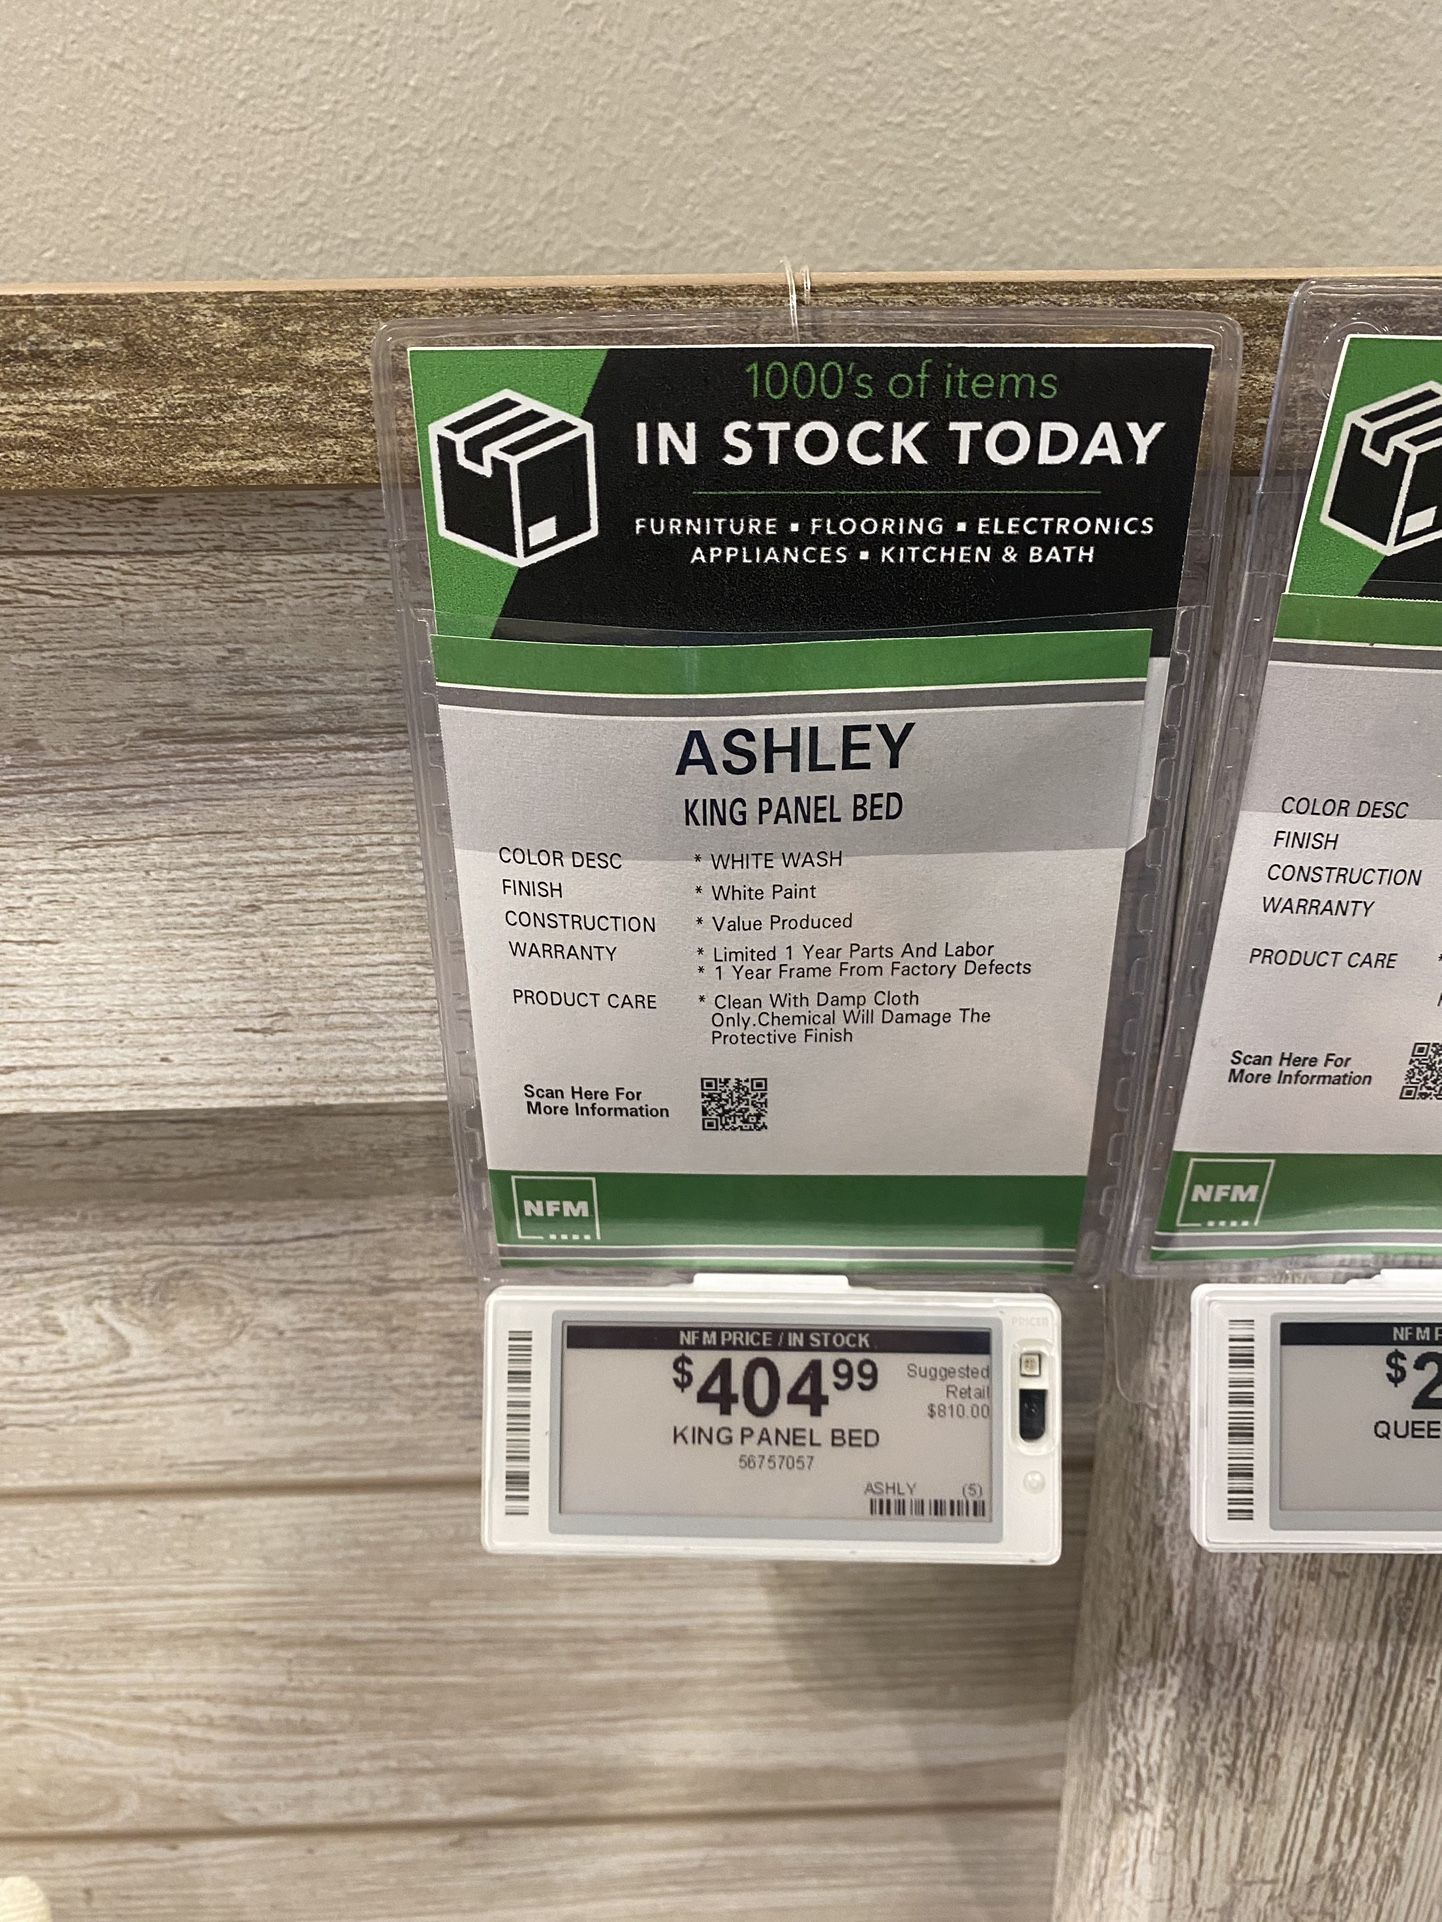 1000's of items
IN STOCK TODAY
FURNITURE ▪ FLOORING ▪ ELECTRONICS
APPLIANCES ▪ KITCHEN & BATH
ASHLEY
KING PANEL BED
COLOR DESC * WHITE WASH
FINISH * White Paint
CONSTRUCTION * Value Produced
WARRANTY * Limited 1 Year Parts And Labor
* 1 Year Frame From Factory Defects
PRODUCT CARE * Clean With Damp Cloth
Only.Chemical Will Damage The
Protective Finish
Scan Here For
More Information
NFM
PRICER
NFM PRICE / IN STOCK
$404.99
Suggested
Retail
$810.00
KING PANEL BED
56757057
ASHLY (5)
COLOR DESC
FINISH
CONSTRUCTION
WARRANTY
PRODUCT CARE *
Scan Here For
More Information
NFM
NFM P
$2
QUEE